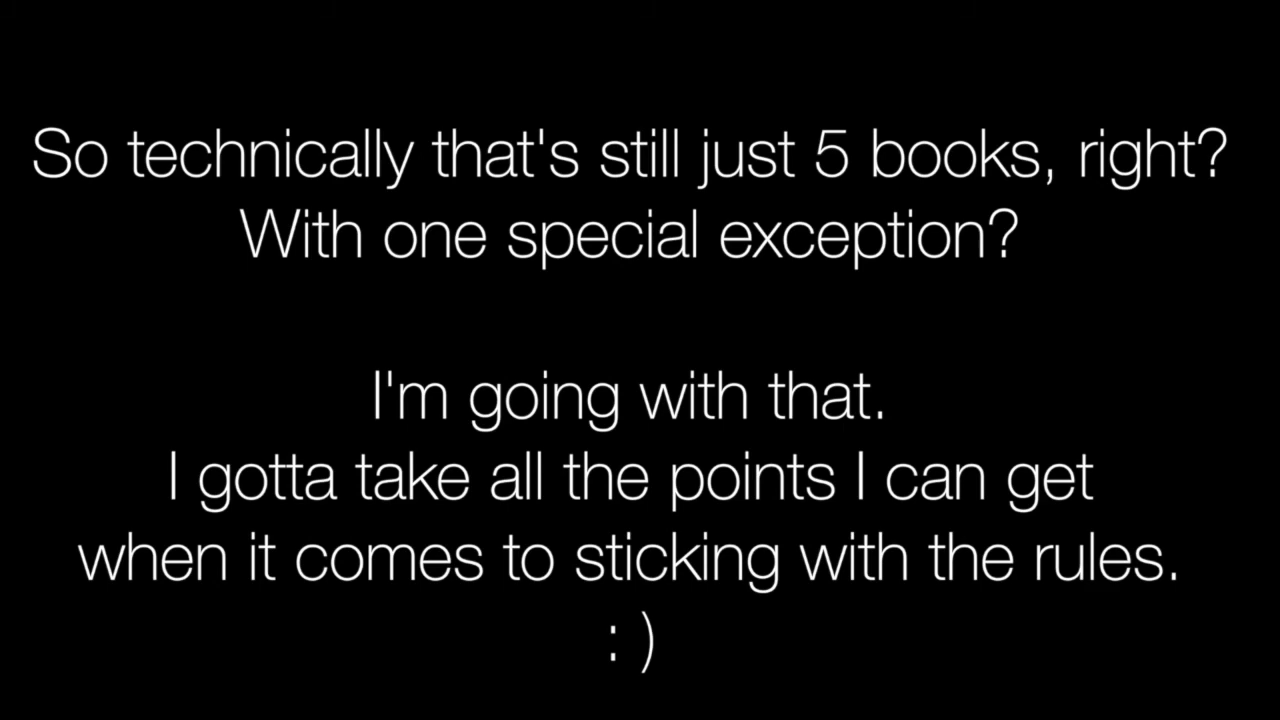 So technically that's still just 5 books, right?
With one special exception?
I'm going with that.
I gotta take all the points I can get
when it comes to sticking with the rules.
: )